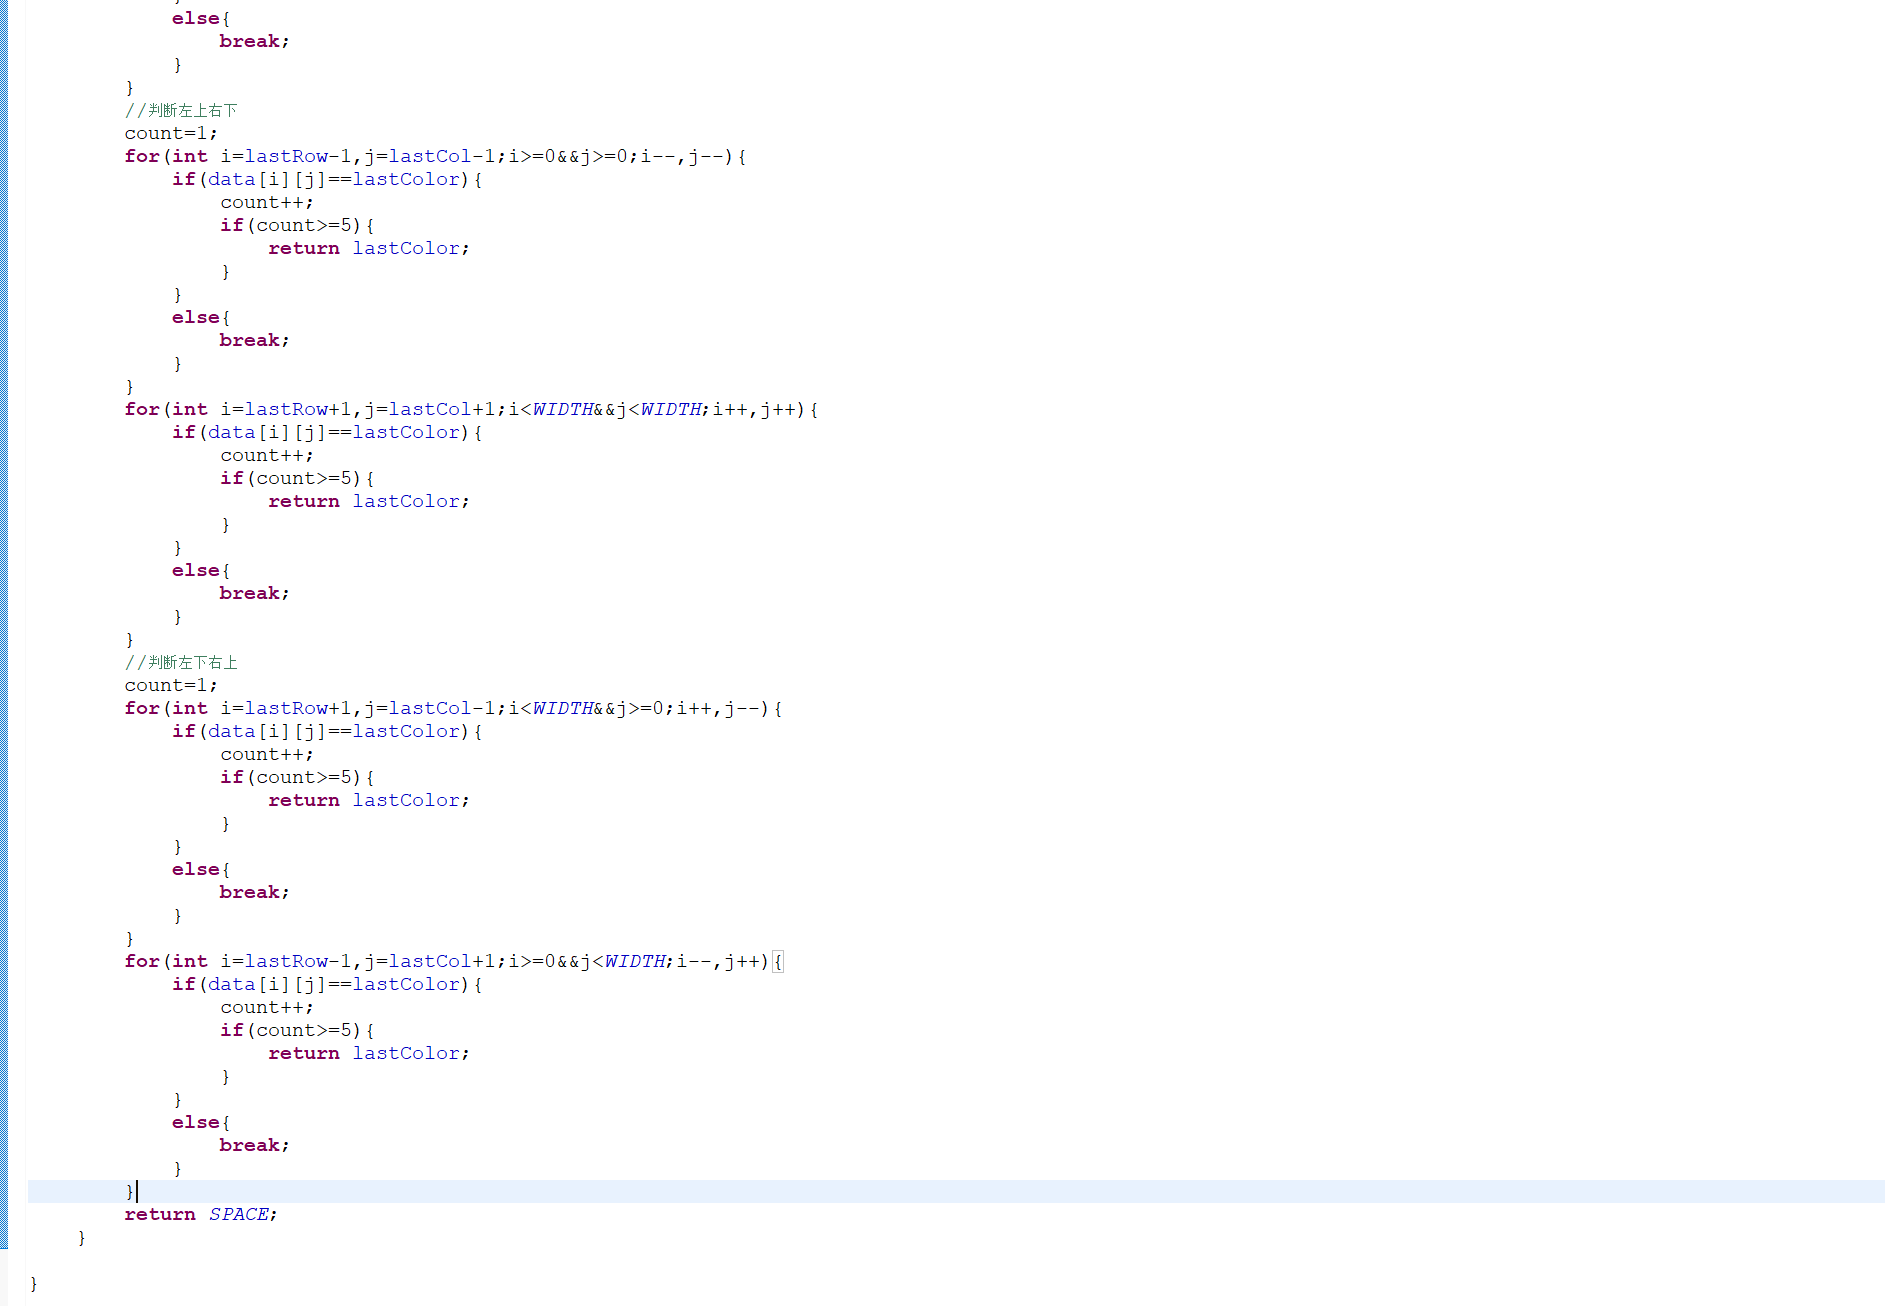 }
else{
break;
}
}
//判断左上右下
count=1;
for(int i=lastRow-1,j=lastCol-1;i>=0&&j>=0;i--,j--){
if(data[i][j]==lastColor){
count++;
if(count>=5){
return lastColor;
}
}
else{
break;
}
}
for(int i=lastRow+1,j=lastCol+1;i<WIDTH&&j<WIDTH;i++,j++){
if(data[i][j]==lastColor){
count++;
if(count>=5){
return lastColor;
}
}
else{
break;
}
}
//判断左下右上
count=1;
for(int i=lastRow+1,j=lastCol-1;i<WIDTH&&j>=0;i++,j--){
if(data[i][j]==lastColor){
count++;
if(count>=5){
return lastColor;
}
}
else{
break;
}
}
for(int i=lastRow-1,j=lastCol+1;i>=0&&j<WIDTH;i--,j++){
if(data[i][j]==lastColor){
count++;
if(count>=5){
return lastColor;
}
}
else{
break;
}
}
return SPACE;
}
}